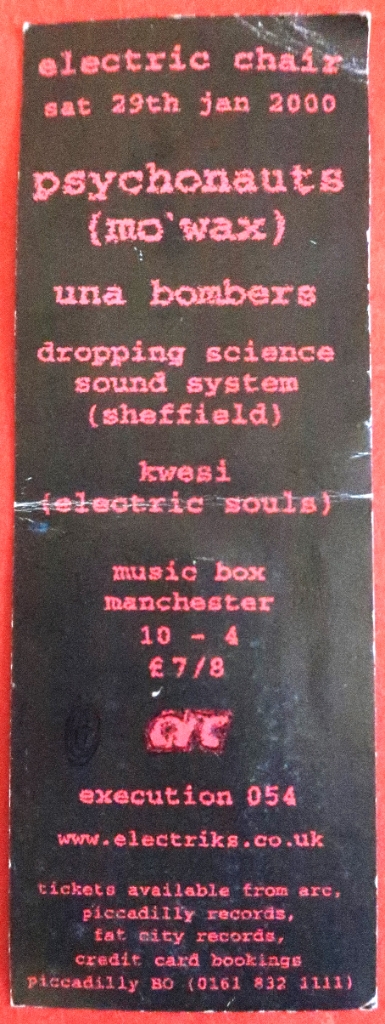 electric chair
sat 29th jan 2000
psychonauts
(mo'wax)
una bombers
dropping science
sound system
(sheffield)
kwesi
(electric souls)
music box
manchester
10 - 4
£7/8
arc
execution 054
www.electriks.co.uk
tickets available from arc,
piccadilly records,
fat city records,
credit card bookings
piccadilly BO (0161 832 1111)